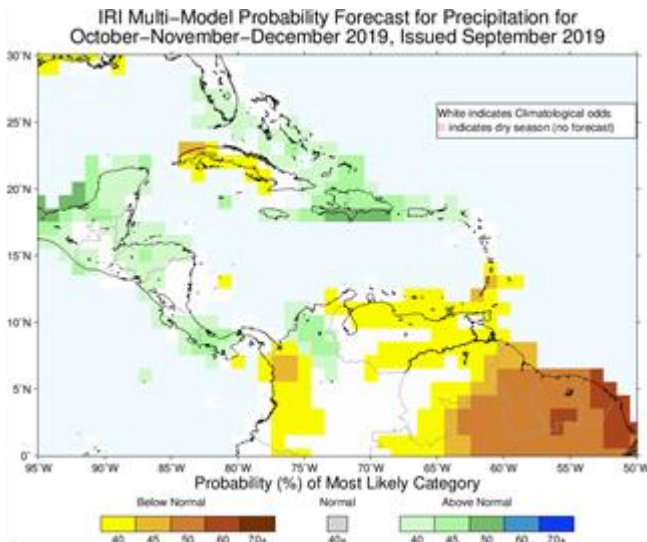 IRI Multi-Model Probability Forecast for Precipitation for
October-November-December 2019, Issued September 2019
30°N
White indicates Climatological odds
indicates dry season (no forecast)
25°N
20°N
15°N
10°N
5°N
0°
95°W 90°W 85°W 80°W 75°W 70°W 65°W 60°W 55°W 50°W
Probability (%) of Most Likely Category
Below Normal Normal Above Normal
40 45 50 60 70+ 40+ 40 45 50 60 70+